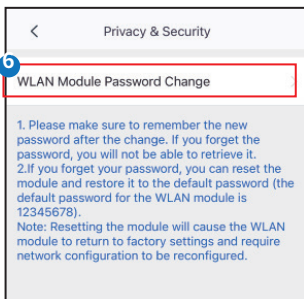 Privacy & Security
6
WLAN Module Password Change
1. Please make sure to remember the new
password after the change. If you forget the
password, you will not be able to retrieve it.
2.If you forget your password, you can reset the
module and restore it to the default password (the
default password for the WLAN module is
12345678).
Note: Resetting the module will cause the WLAN
module to return to factory settings and require
network configuration to be reconfigured.